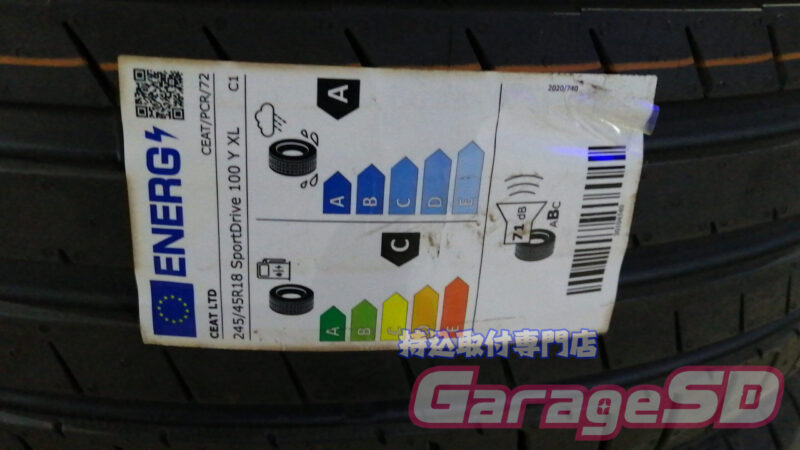 ENERG
CEAT LTD
CEAT/PCR/72
245/45R18 SportDrive 100 Y XL
C1
A
A
B
C
D
E
C
A
B
C
D
E
71 dB
ABC
2020/740
持込取付専門店
GarageSD